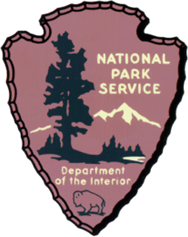 NATIONAL
PARK
SERVICE
Department
of the Interior